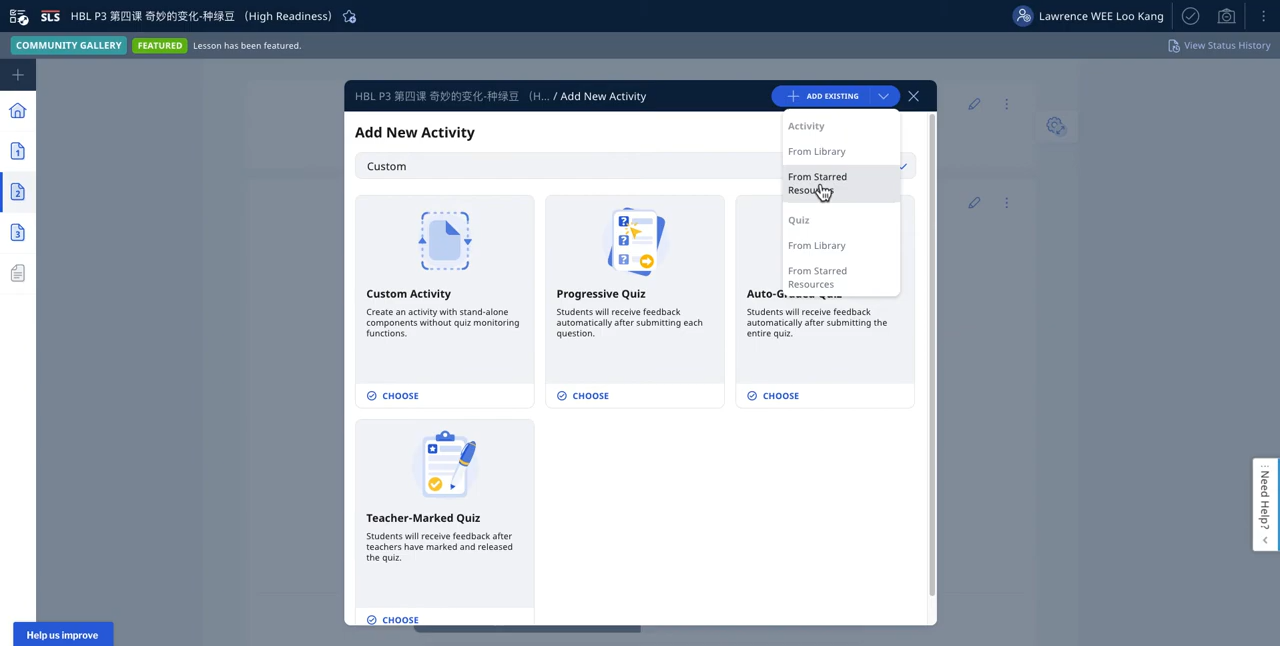 SLS HBL P3 第四课 奇妙的变化-种绿豆 (High Readiness) Lawrence WEE Loo Kang
COMMUNITY GALLERY FEATURED Lesson has been featured. View Status History
HBL P3 第四课 奇妙的变化-种绿豆 (H... / Add New Activity ADD EXISTING
Add New Activity
Custom
Activity
From Library
From Starred
Quiz
From Library
From Starred
Resources
1
2
3
Custom Activity
Create an activity with stand-alone
components without quiz monitoring
functions.
CHOOSE
Progressive Quiz
Students will receive feedback
automatically after submitting each
question.
CHOOSE
Students will receive feedback
automatically after submitting the
entire quiz.
CHOOSE
Teacher-Marked Quiz
Students will receive feedback after
teachers have marked and released
the quiz.
CHOOSE
Need Help?
Help us improve